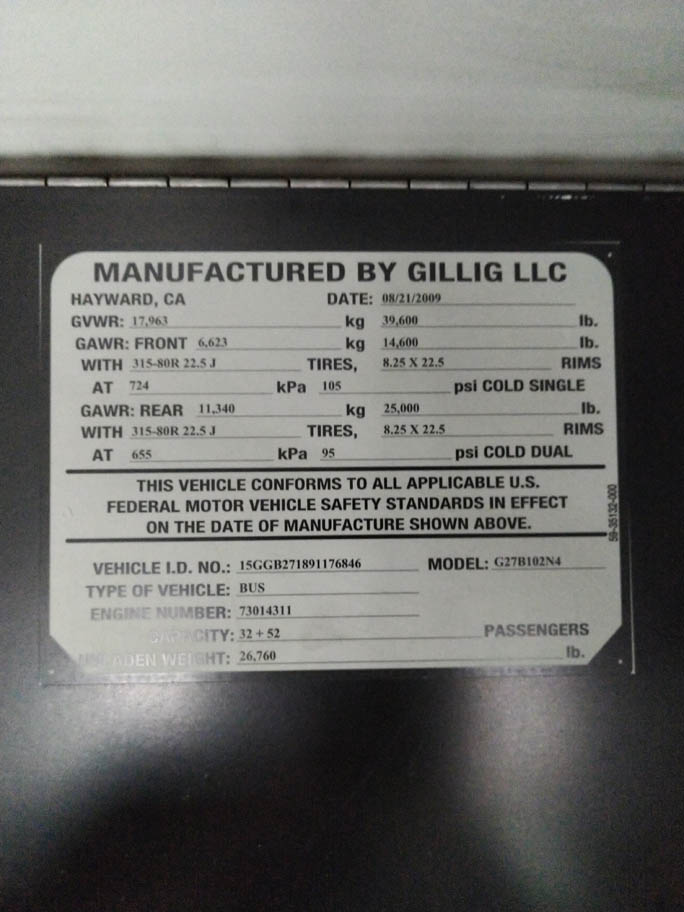 MANUFACTURED BY GILLIG LLC
HAYWARD, CA DATE: 08/21/2009
GVWR: 17,963 kg 39,600 lb.
GAWR: FRONT 6,623 kg 14,600 lb.
WITH 315-80R 22.5 J TIRES, 8.25 X 22.5 RIMS
AT 724 kPa 105 psi COLD SINGLE
GAWR: REAR 11,340 kg 25,000 lb.
WITH 315-80R 22.5 J TIRES, 8.25 X 22.5 RIMS
AT 655 kPa 95 psi COLD DUAL
THIS VEHICLE CONFORMS TO ALL APPLICABLE U.S.
FEDERAL MOTOR VEHICLE SAFETY STANDARDS IN EFFECT
ON THE DATE OF MANUFACTURE SHOWN ABOVE.
59-35132-000
VEHICLE I.D. NO.: 15GGB271891176846 MODEL: G27B102N4
TYPE OF VEHICLE: BUS
ENGINE NUMBER: 73014311
CAPACITY: 32 + 52 PASSENGERS
UNLADEN WEIGHT: 26,760 lb.